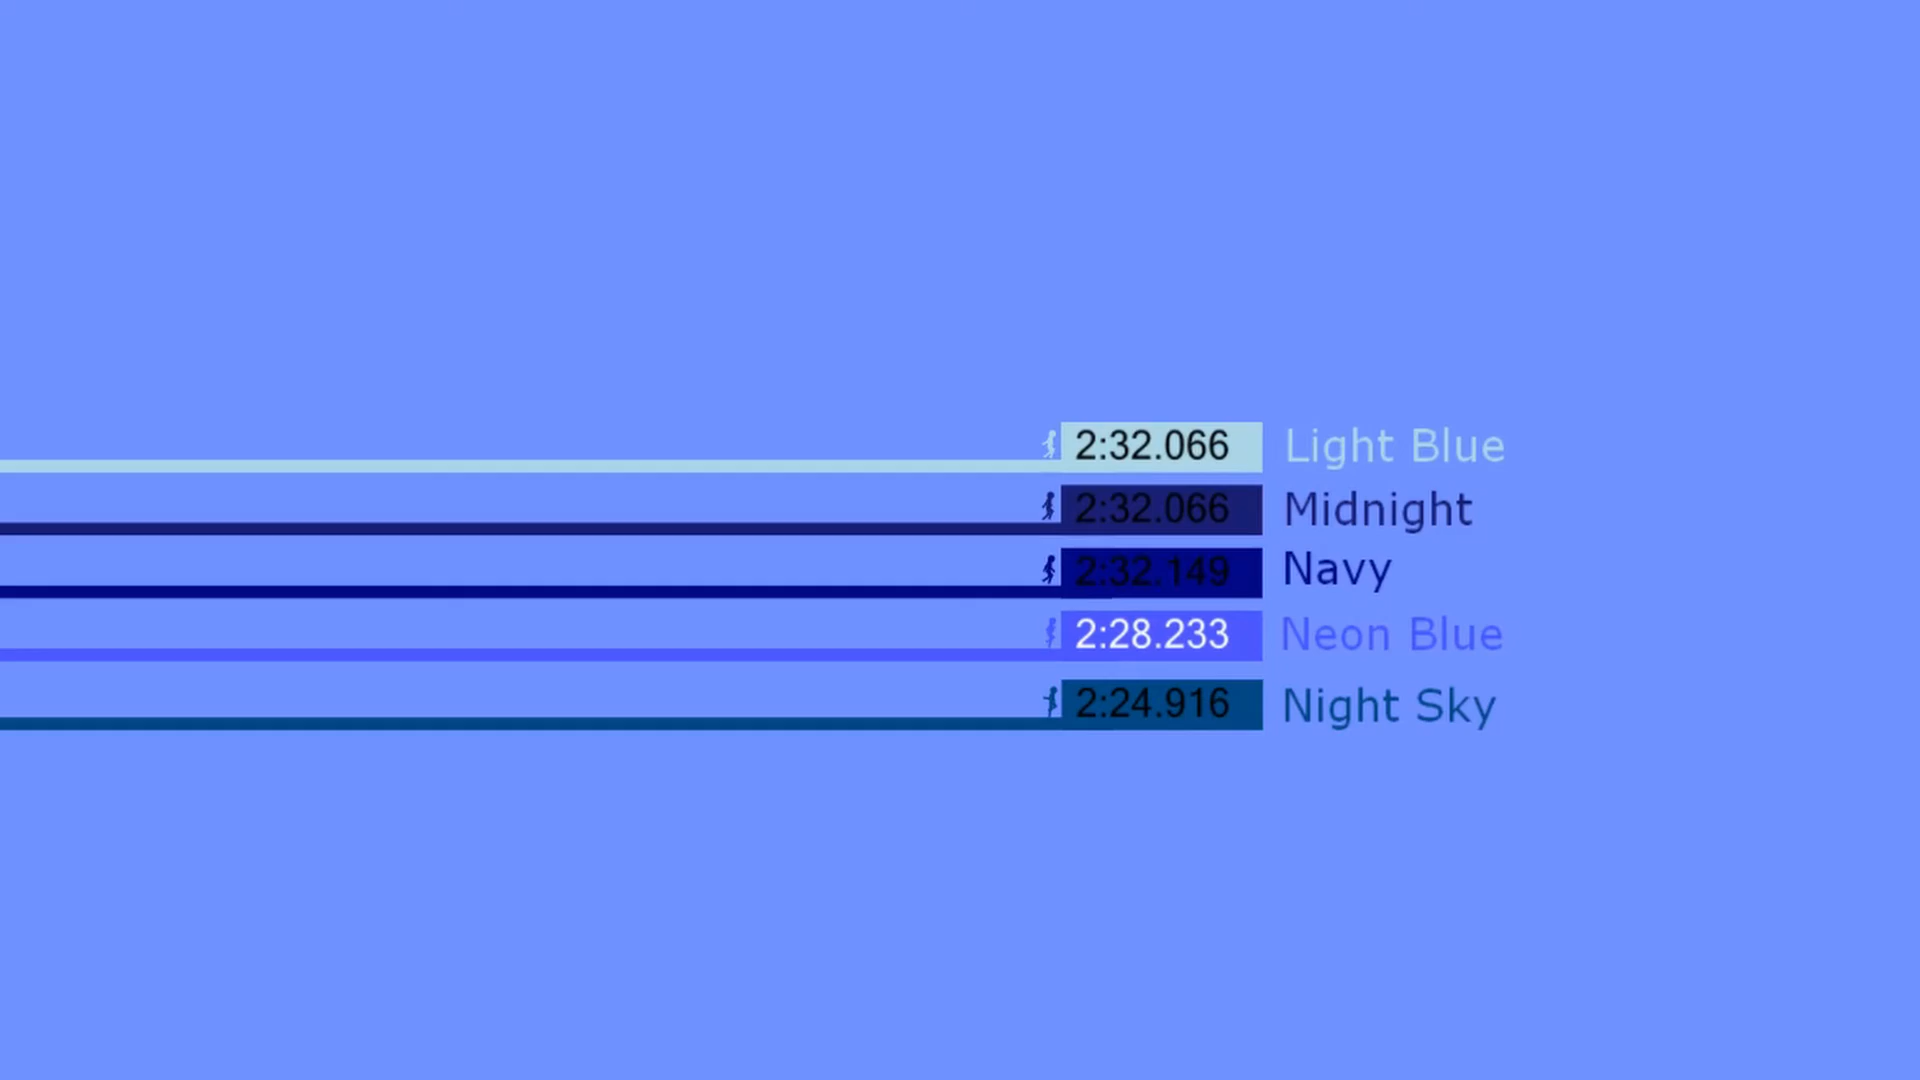 2:32.066 Light Blue
2:32.066 Midnight
2:32.149 Navy
2:28.233 Neon Blue
2:24.916 Night Sky